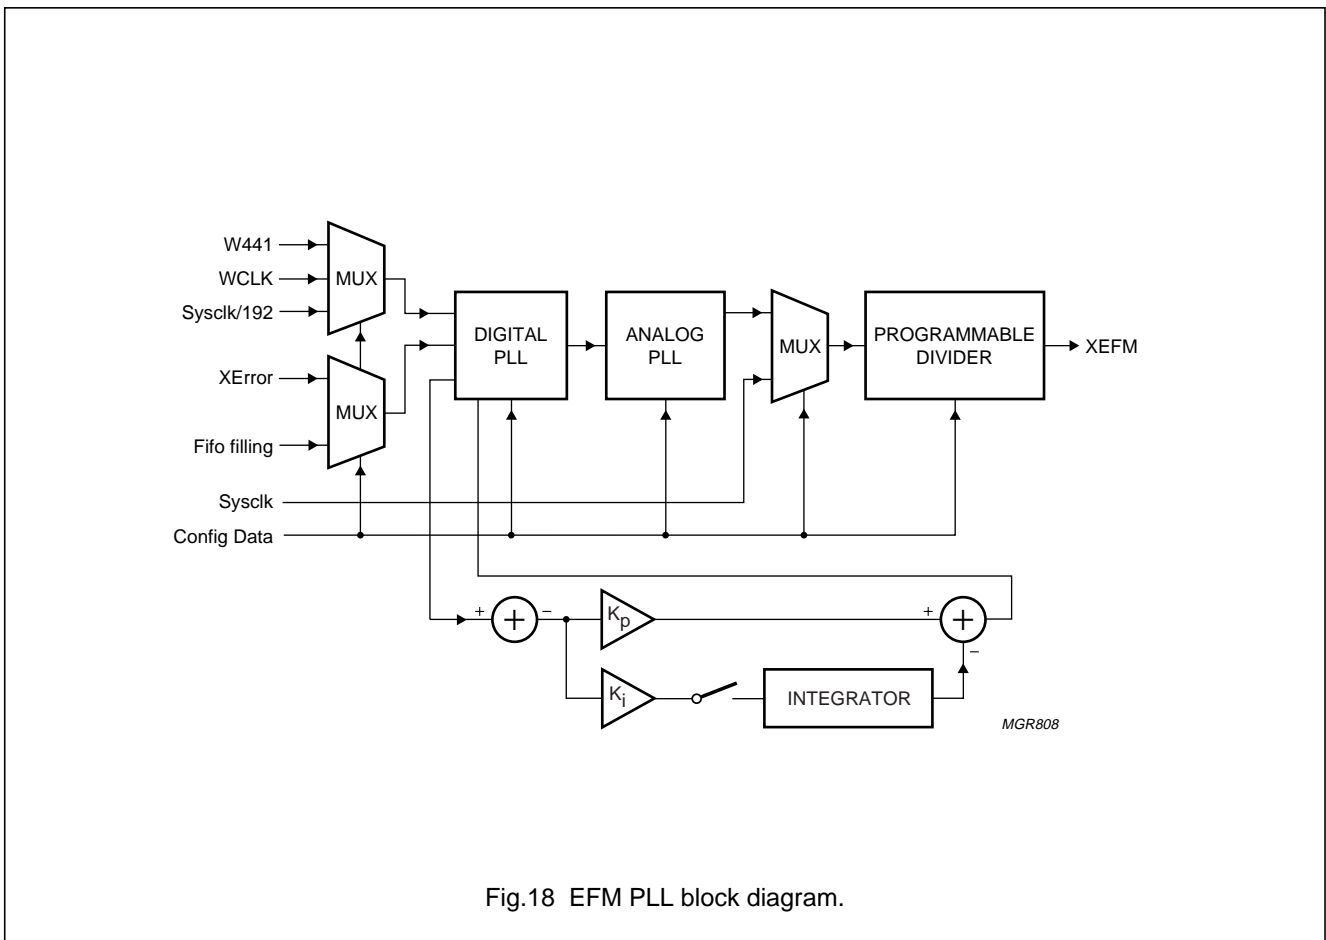 W441
WCLK
Sysclk/192
MUX
XError
Fifo filling
MUX
Sysclk
Config Data
DIGITAL
PLL
ANALOG
PLL
MUX
PROGRAMMABLE
DIVIDER
XEFM
+
+
−
Kp
+
+
−
Ki
INTEGRATOR
MGR808
Fig.18 EFM PLL block diagram.